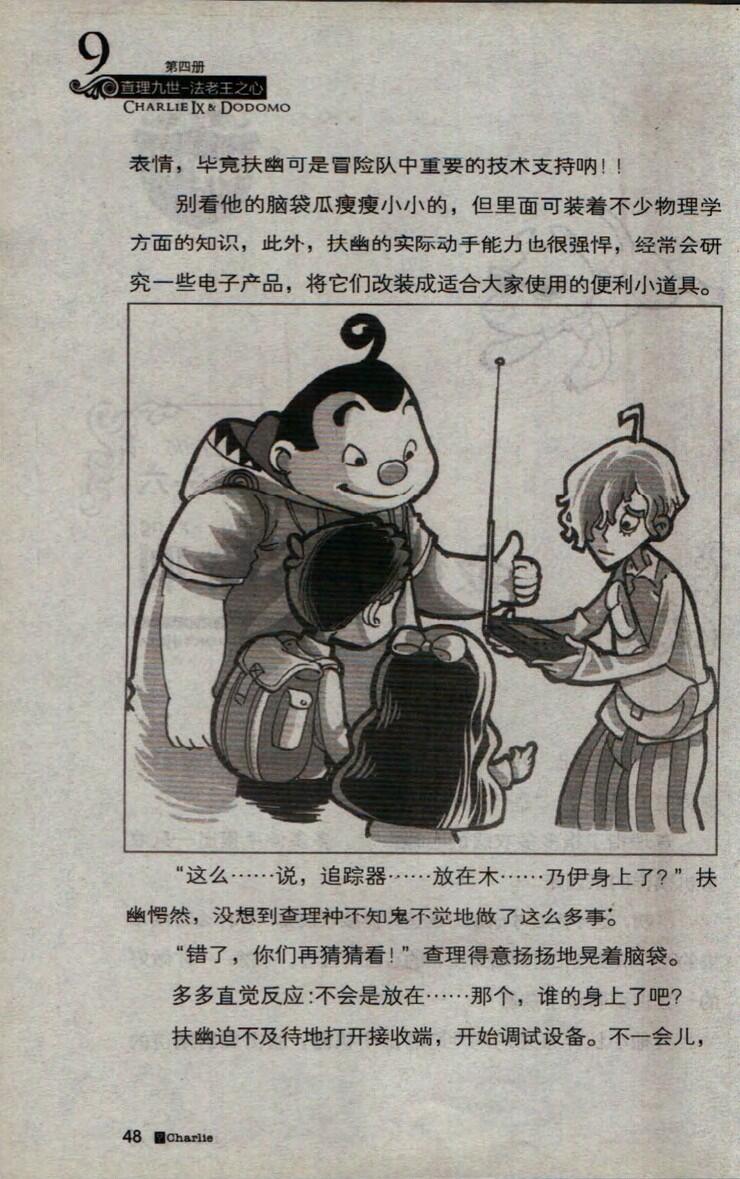 9
第四册
查理九世-法老王之心
CHARLIE IX & DODOMO
表情，毕竟扶幽可是冒险队中重要的技术支持呐！！
别看他的脑袋瓜瘦瘦小小的，但里面可装着不少物理学
方面的知识，此外，扶幽的实际动手能力也很强悍，经常会研
究一些电子产品，将它们改装成适合大家使用的便利小道具。
“这么……说，追踪器……放在木……乃伊身上了？”扶
幽愕然，没想到查理神不知鬼不觉地做了这么多事。
“错了，你们再猜猜看！”查理得意扬扬地晃着脑袋。
多多直觉反应:不会是放在……那个，谁的身上了吧？
扶幽迫不及待地打开接收端，开始调试设备。不一会儿，
48 9 Charlie